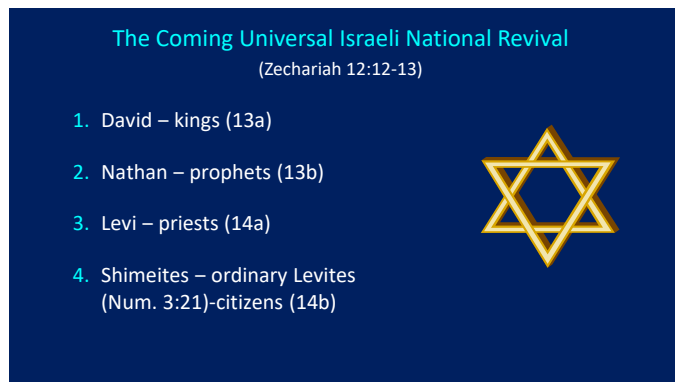 The Coming Universal Israeli National Revival
(Zechariah 12:12-13)
1. David – kings (13a)
2. Nathan – prophets (13b)
3. Levi – priests (14a)
4. Shimeites – ordinary Levites
(Num. 3:21)-citizens (14b)